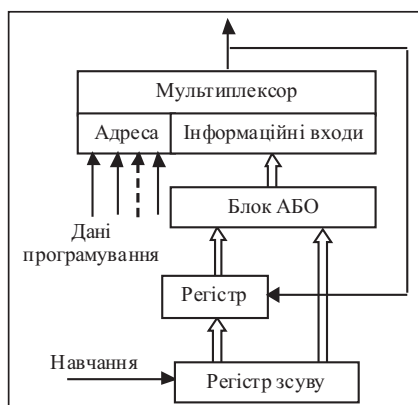 Мультиплексор
Адреса
Інформаційні входи
Блок АБО
Дані
програмування
Регістр
Навчання
Регістр зсуву